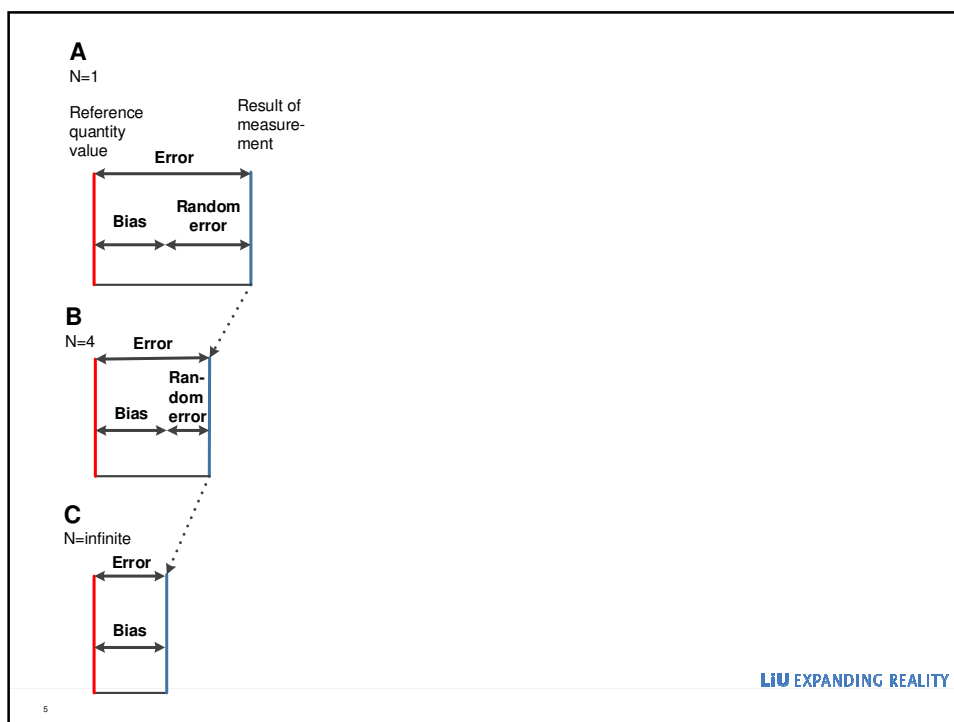 A
N=1
Reference
quantity
value
Result of
measure-
ment
Error
Bias
Random
error
B
N=4
Error
Bias
Ran-
dom
error
C
N=infinite
Error
Bias
LiU EXPANDING REALITY
5